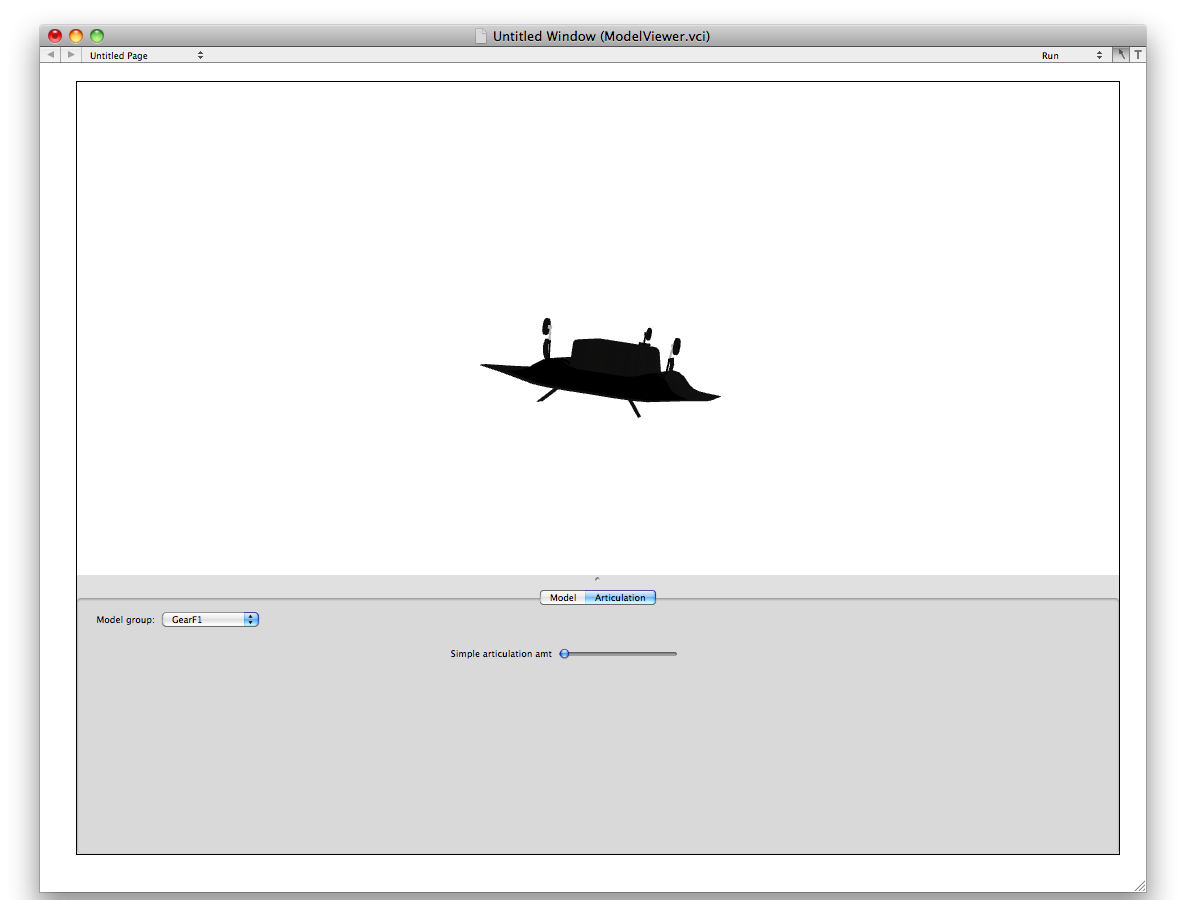 Untitled Window (ModelViewer.vci)
Untitled Page
Run
T
Model
Articulation
Model group: GearF1
Simple articulation amt